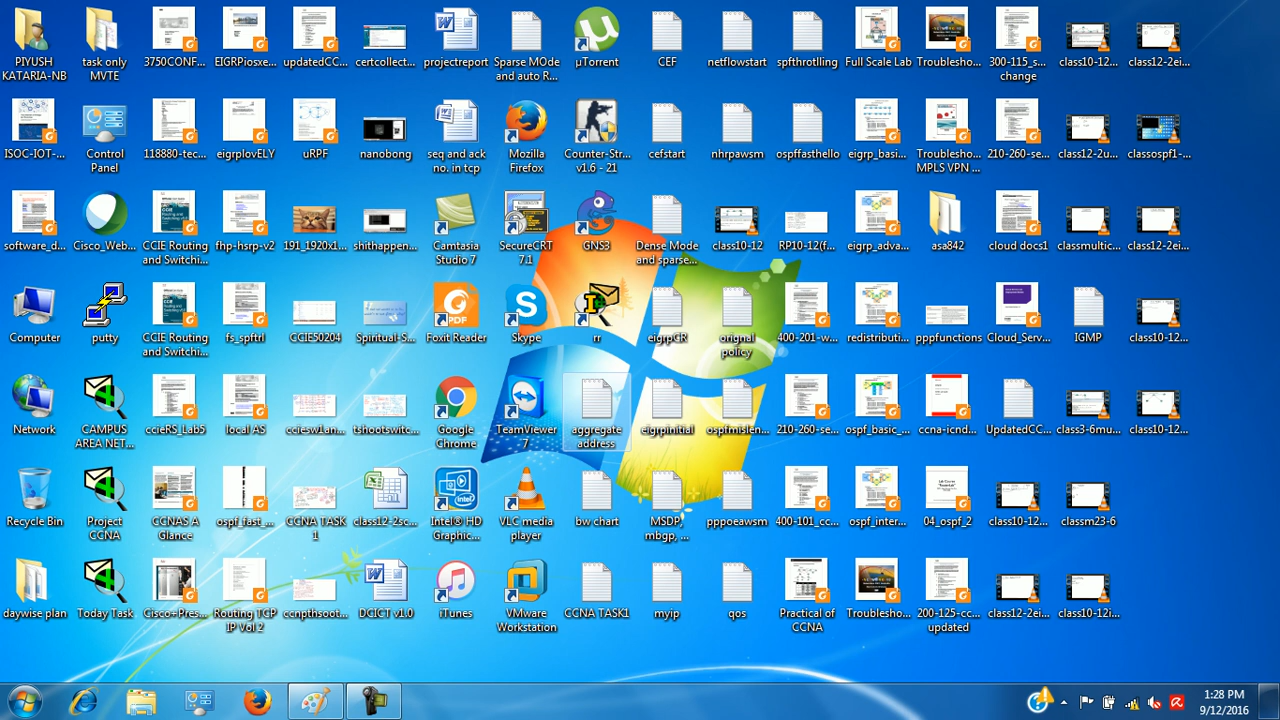 PIYUSH
KATARIA-NB
task only
MVTE
3750CONF...
EIGRPiosxe...
updatedCC...
certcollect...
projectreport
Sparse MOde
and auto R...
µTorrent
CEF
netflowstart
spfthrotlling
Full Scale Lab
Troublesho...
300-115_s...
change
class10-12...
class12-2ei...
ISOC-IOT-...
Control
Panel
118880-tec...
eigrplovELY
uRPF
nanobong
seq and ack
no. in tcp
Mozilla
Firefox
Counter-Str...
v1.6 - 21
cefstart
nhrpawsm
ospffasthello
eigrp_basi...
Troublesho...
MPLS VPN ...
210-260-se...
class12-2u...
classospf1-...
software_d...
Cisco_Web...
CCIE Routing
and Switchi...
fhp-hsrp-v2
191_1920x1...
shithappen...
Camtasia
Studio 7
SecureCRT
7.1
GNS3
Dense Mode
and sparse...
class10-12
RP10-12(f...
eigrp_adva...
asa842
cloud docs1
classmultic...
class12-2ei...
Computer
putty
CCIE Routing
and Switchi...
fs_spftrl
CCIE50204
Spiritual-S...
PDF
Foxit Reader
Skype
rr
eigrpCR
orignal
policy
400-201-w...
redistributi...
pppfunctions
Cloud_Serv...
IGMP
class10-12...
Network
CAMPUS
AREA NET...
ccieRS_Lab5
local AS
cciesw1an...
tshootswitc...
Google
Chrome
TeamViewer
7
aggregate
address
eigrpinitial
ospfmislen...
210-260-se...
ospf_basic_...
ccna-icnd...
UpdatedCC...
class3-6mu...
class10-12...
Recycle Bin
Project
CCNA
CCNAS A
Glance
ospf_fast_...
CCNA TASK
1
class12-2sc...
Intel® HD
Graphic...
VLC media
player
bw chart
MSDP,
mbgp, ...
pppoeawsm
400-101_cc...
ospf_inter...
04_ospf_2
class10-12...
classm23-6
daywise plan
Today Task
Cisco-Pres...
Routing TCP
IP Vol 2
ccnpthsoot...
DCICT v1.0
iTunes
VMware
Workstation
CCNA TASK1
myip
qos
Practical of
CCNA
Troublesho...
200-125-cc...
updated
class12-2ei...
class10-12i...
1:28 PM
9/12/2016